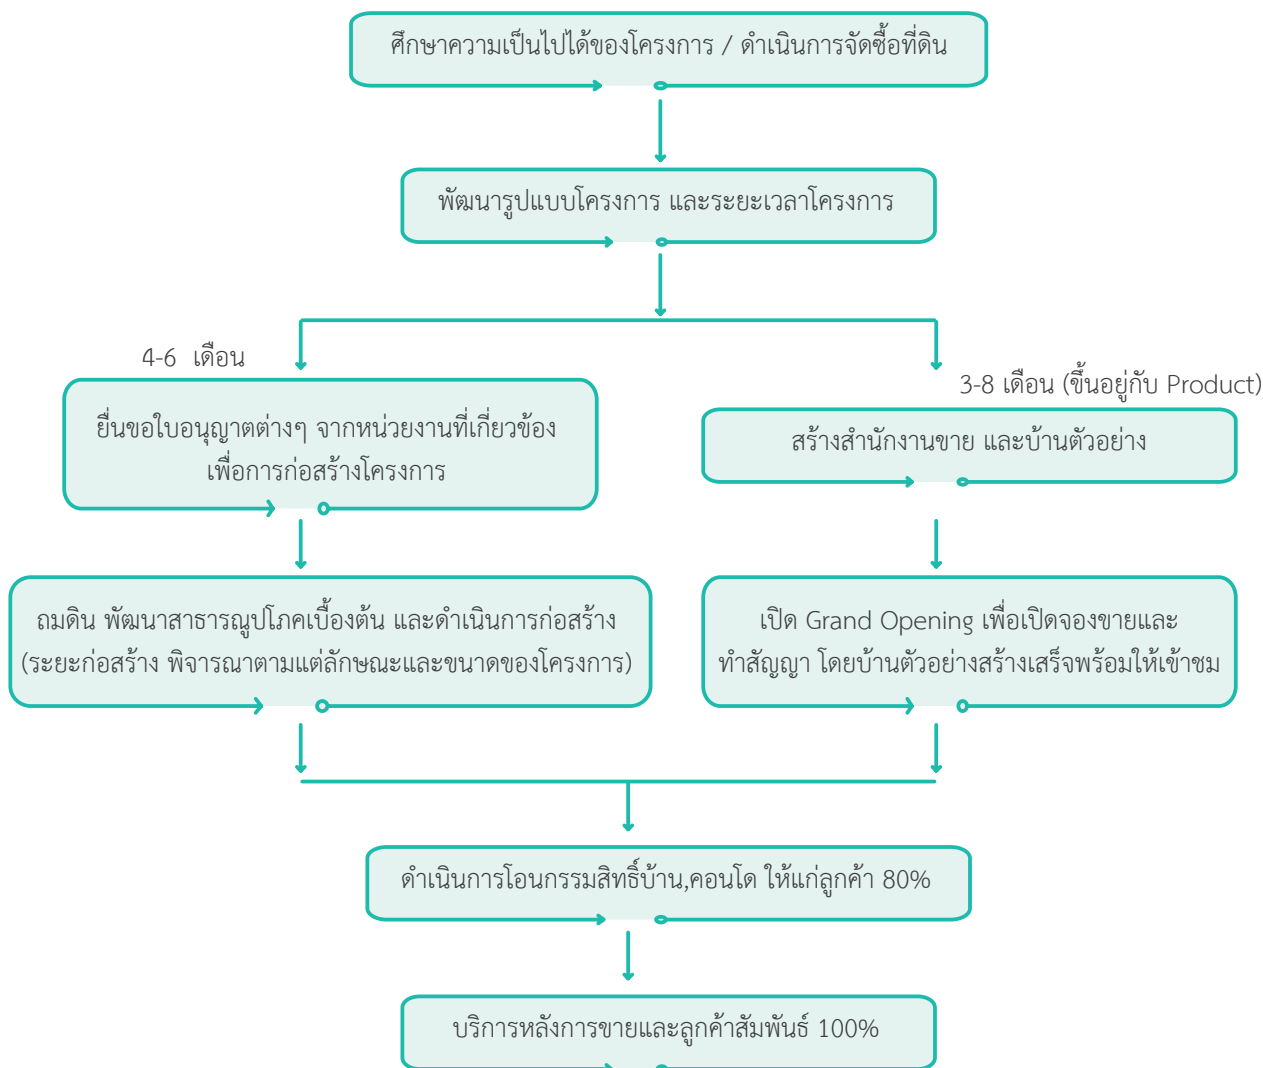 ศึกษาความเป็นไปได้ของโครงการ / ดำเนินการจัดซื้อที่ดิน
พัฒนารูปแบบโครงการ และระยะเวลาโครงการ
4-6 เดือน
ยื่นขอใบอนุญาตต่างๆ จากหน่วยงานที่เกี่ยวข้อง
เพื่อการก่อสร้างโครงการ
3-8 เดือน (ขึ้นอยู่กับ Product)
สร้างสำนักงานขาย และบ้านตัวอย่าง
ถมดิน พัฒนาสาธารณูปโภคเบื้องต้น และดำเนินการก่อสร้าง
(ระยะก่อสร้าง พิจารณาตามแต่ลักษณะและขนาดของโครงการ)
เปิด Grand Opening เพื่อเปิดจองขายและ
ทำสัญญา โดยบ้านตัวอย่างสร้างเสร็จพร้อมให้เข้าชม
ดำเนินการโอนกรรมสิทธิ์บ้าน,คอนโด ให้แก่ลูกค้า 80%
บริการหลังการขายและลูกค้าสัมพันธ์ 100%